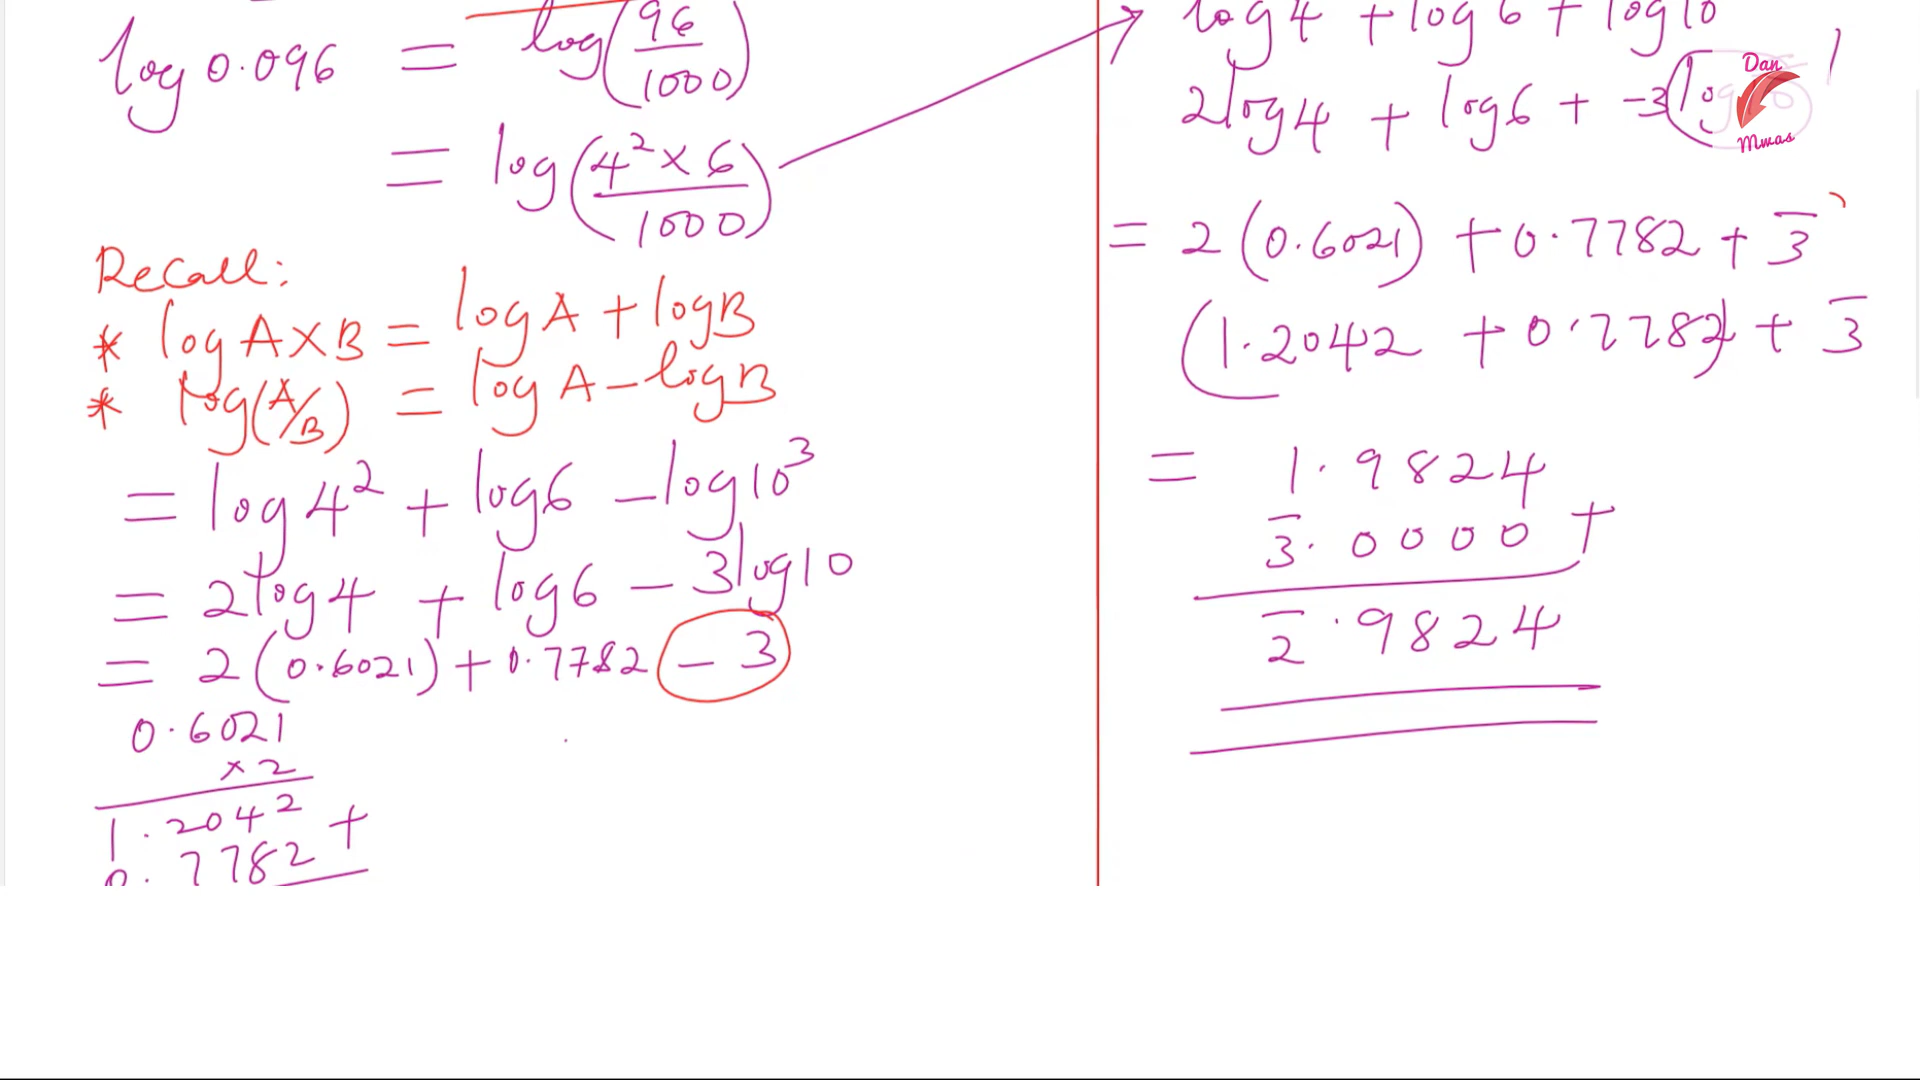 log 0.096 = log(96/1000)
= log(4² × 6/1000)
Recall:
* log A × B = log A + log B
* log(A/B) = log A − log B
= log 4² + log 6 − log 10³
= 2log 4 + log 6 − 3log 10
= 2(0.6021) + 0.7782 − 3
0.6021
×2
1.2042 +
0.7782
log 4 + log 6 + log 10
2log 4 + log 6 + −3(log
= 2(0.6021) + 0.7782 + 3̅
(1.2042 + 0.7782) + 3̅
= 1.9824
3̅.0000 +
2̅.9824
Dan
Mwas